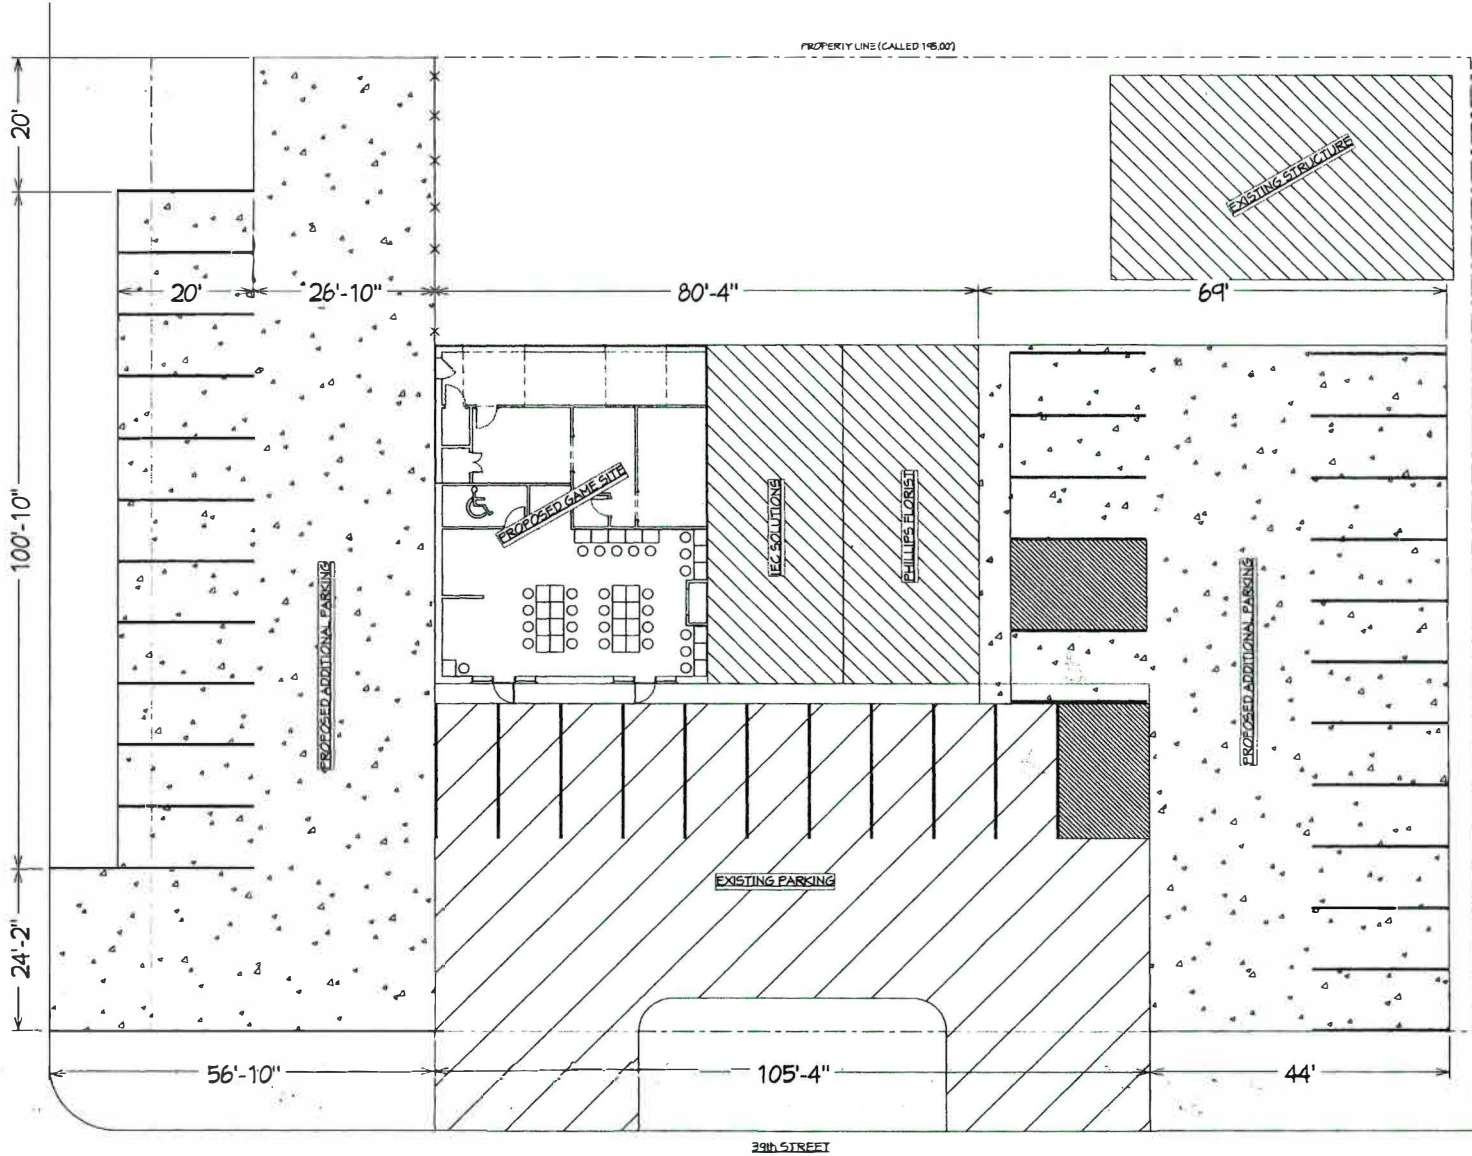 PROPERTY LINE (CALLED 195.00')
20'
EXISTING STRUCTURE
20'
26'-10"
80'-4"
69'
PROPOSED GAME SITE
IEC SOLUTIONS
PHILLIPS FLORIST
100'-10"
PROPOSED ADDITIONAL PARKING
PROPOSED ADDITIONAL PARKING
EXISTING PARKING
24'-2"
56'-10"
105'-4"
44'
39th STREET